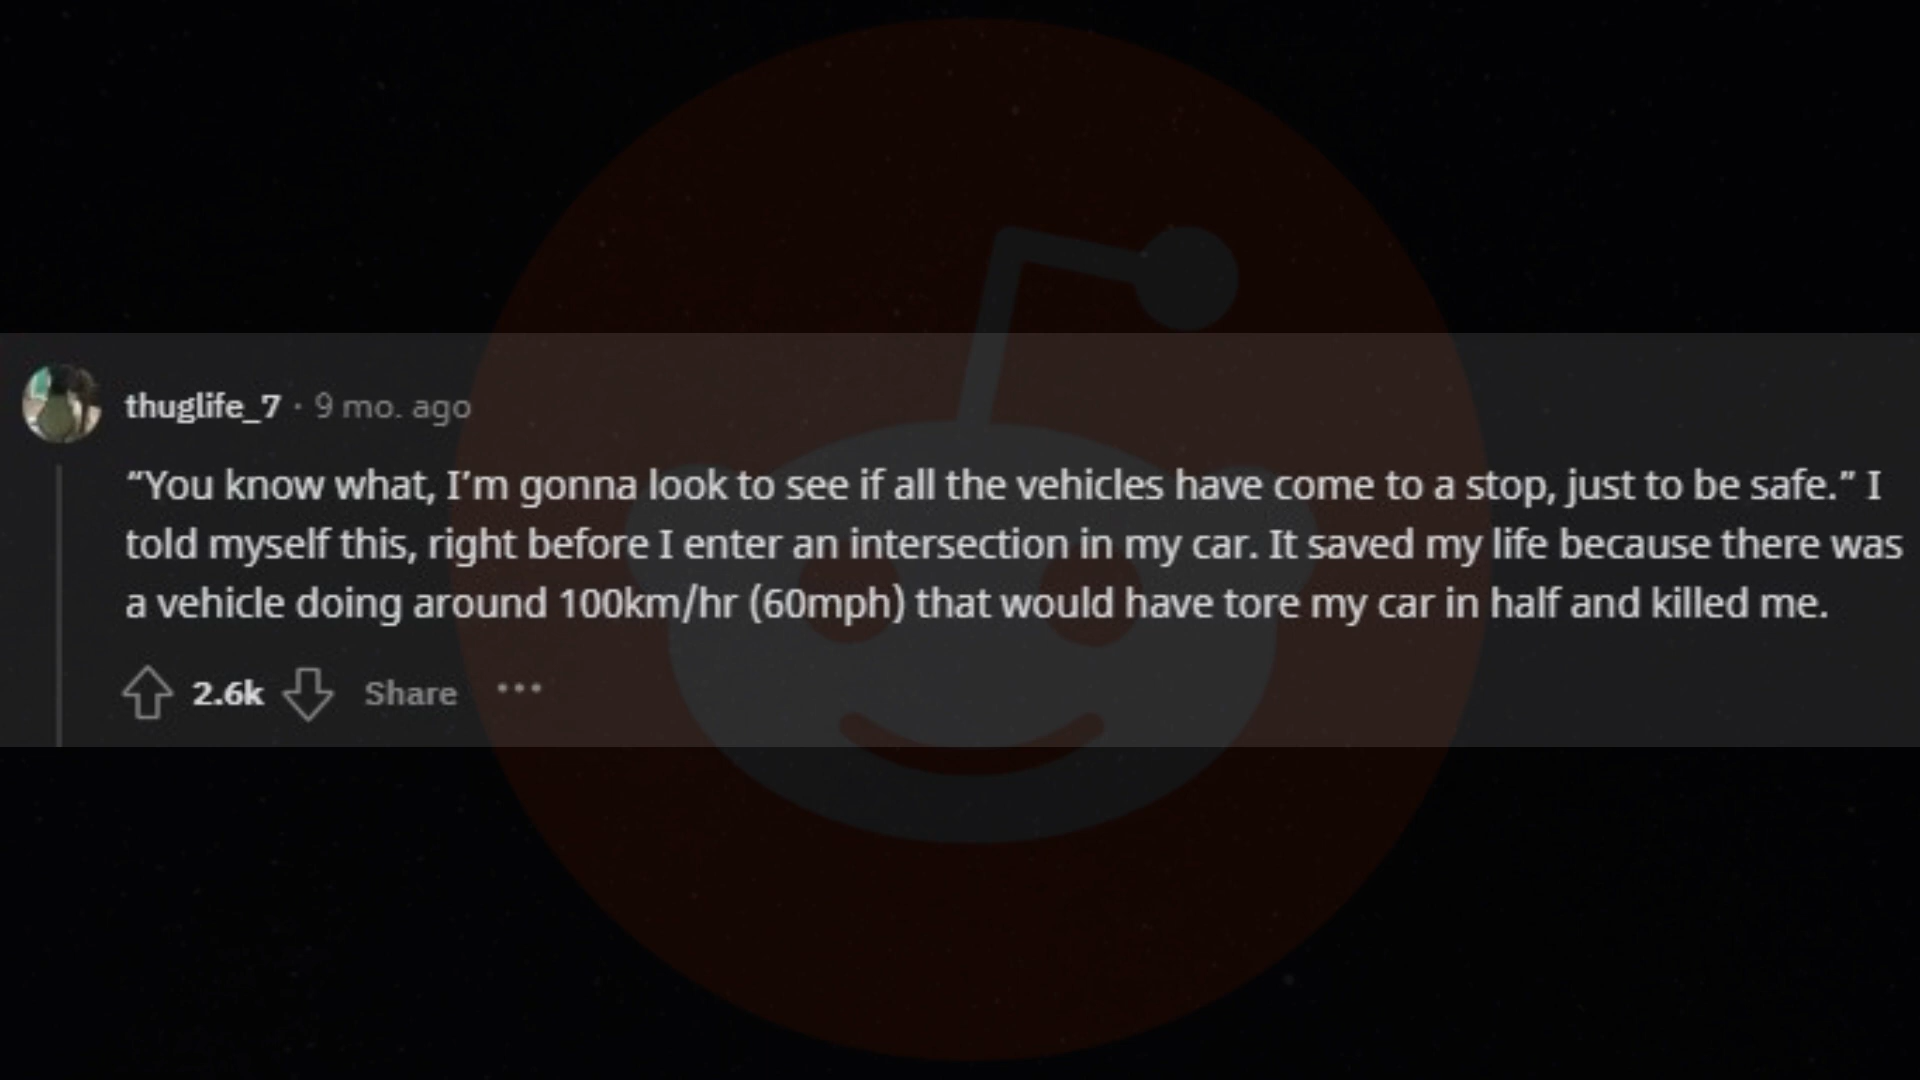 thuglife_7 · 9 mo. ago
“You know what, I’m gonna look to see if all the vehicles have come to a stop, just to be safe.” I
told myself this, right before I enter an intersection in my car. It saved my life because there was
a vehicle doing around 100km/hr (60mph) that would have tore my car in half and killed me.
2.6k Share ···